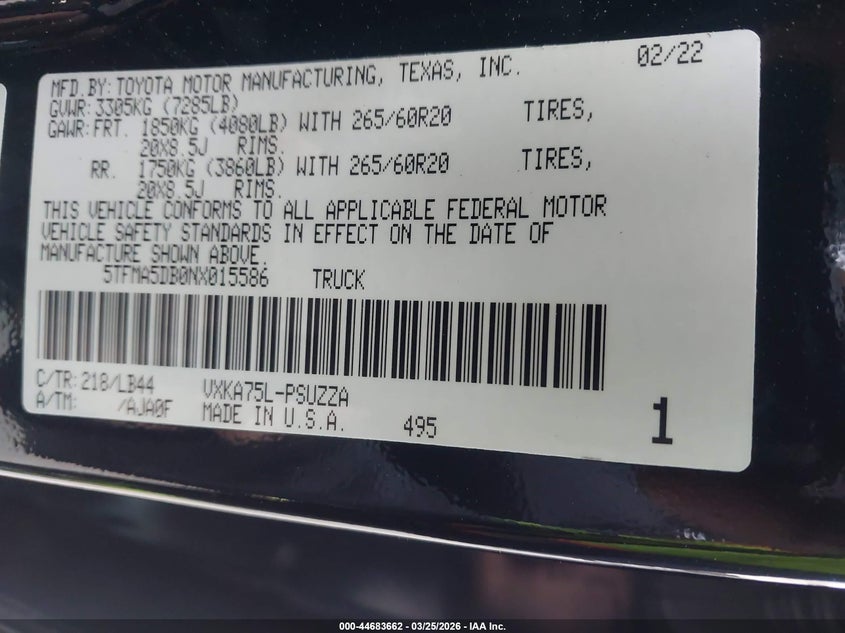 MFD.BY: TOYOTA MOTOR MANUFACTURING, TEXAS, INC. 02/22
GVWR: 3305KG (7285LB)
GAWR: FRT. 1850KG (4080LB) WITH 265/60R20 TIRES,
20X8.5J RIMS.
RR. 1750KG (3860LB) WITH 265/60R20 TIRES,
20X8.5J RIMS.
THIS VEHICLE CONFORMS TO ALL APPLICABLE FEDERAL MOTOR
VEHICLE SAFETY STANDARDS IN EFFECT ON THE DATE OF
MANUFACTURE SHOWN ABOVE.
5TFMA5DB0NX015586 TRUCK
C/TR: 218/LB44 VXKA75L-PSUZZA
A/TM: /AJA0F MADE IN U.S.A. 495 1
000-44683662 — 03/25/2026 — IAA Inc.